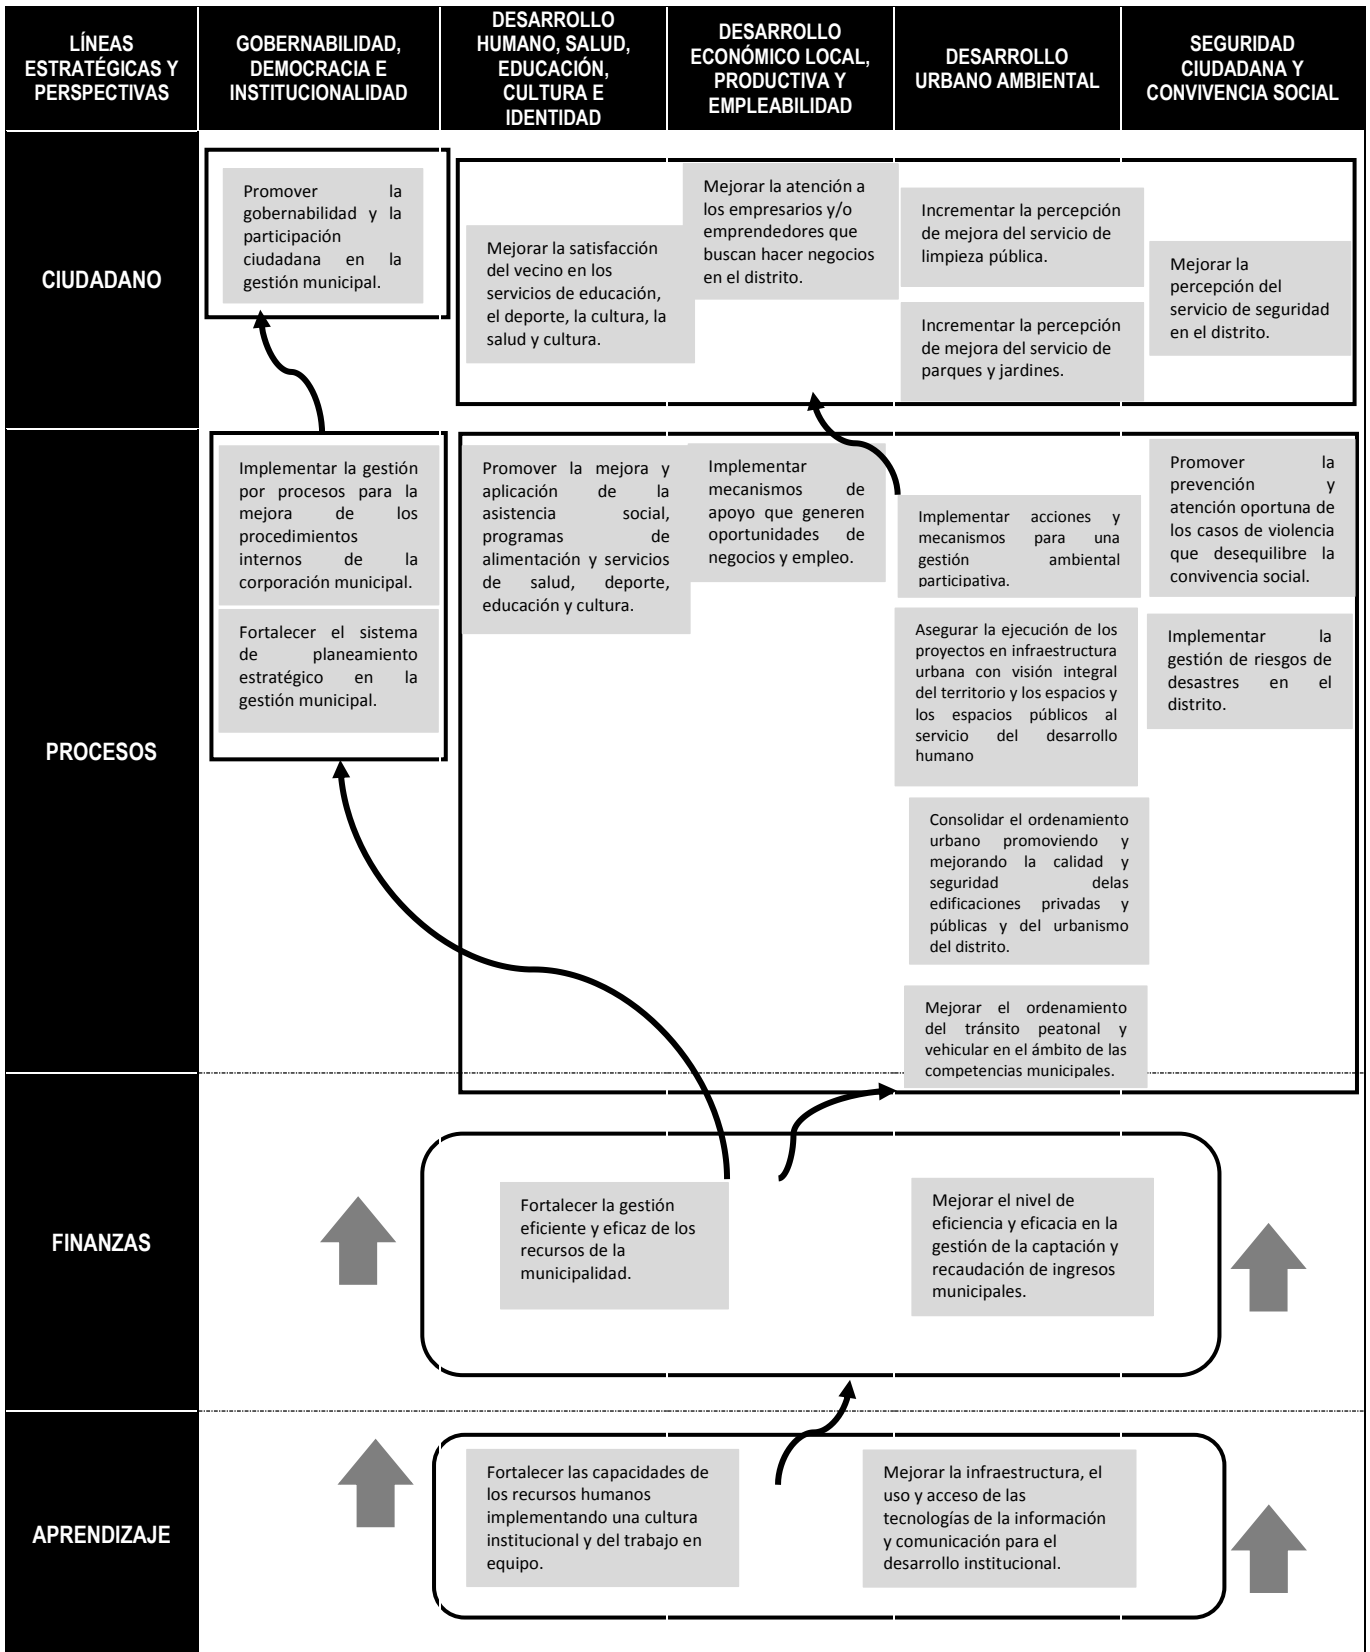 LÍNEAS
ESTRATÉGICAS Y
PERSPECTIVAS
GOBERNABILIDAD,
DEMOCRACIA E
INSTITUCIONALIDAD
DESARROLLO
HUMANO, SALUD,
EDUCACIÓN,
CULTURA E
IDENTIDAD
DESARROLLO
ECONÓMICO LOCAL,
PRODUCTIVA Y
EMPLEABILIDAD
DESARROLLO
URBANO AMBIENTAL
SEGURIDAD
CIUDADANA Y
CONVIVENCIA SOCIAL
CIUDADANO
Promover la
gobernabilidad y la
participación
ciudadana en la
gestión municipal.
Mejorar la satisfacción
del vecino en los
servicios de educación,
el deporte, la cultura, la
salud y cultura.
Mejorar la atención a
los empresarios y/o
emprendedores que
buscan hacer negocios
en el distrito.
Incrementar la percepción
de mejora del servicio de
limpieza pública.
Incrementar la percepción
de mejora del servicio de
parques y jardines.
Mejorar la
percepción del
servicio de seguridad
en el distrito.
PROCESOS
Implementar la gestión
por procesos para la
mejora de los
procedimientos
internos de la
corporación municipal.
Fortalecer el sistema
de planeamiento
estratégico en la
gestión municipal.
Promover la mejora y
aplicación de la
asistencia social,
programas de
alimentación y servicios
de salud, deporte,
educación y cultura.
Implementar
mecanismos de
apoyo que generen
oportunidades de
negocios y empleo.
Implementar acciones y
mecanismos para una
gestión ambiental
participativa.
Asegurar la ejecución de los
proyectos en infraestructura
urbana con visión integral
del territorio y los espacios y
los espacios públicos al
servicio del desarrollo
humano
Consolidar el ordenamiento
urbano promoviendo y
mejorando la calidad y
seguridad delas
edificaciones privadas y
públicas y del urbanismo
del distrito.
Mejorar el ordenamiento
del tránsito peatonal y
vehicular en el ámbito de las
competencias municipales.
Promover la
prevención y
atención oportuna de
los casos de violencia
que desequilibre la
convivencia social.
Implementar la
gestión de riesgos de
desastres en el
distrito.
FINANZAS
Fortalecer la gestión
eficiente y eficaz de los
recursos de la
municipalidad.
Mejorar el nivel de
eficiencia y eficacia en la
gestión de la captación y
recaudación de ingresos
municipales.
APRENDIZAJE
Fortalecer las capacidades de
los recursos humanos
implementando una cultura
institucional y del trabajo en
equipo.
Mejorar la infraestructura, el
uso y acceso de las
tecnologías de la información
y comunicación para el
desarrollo institucional.